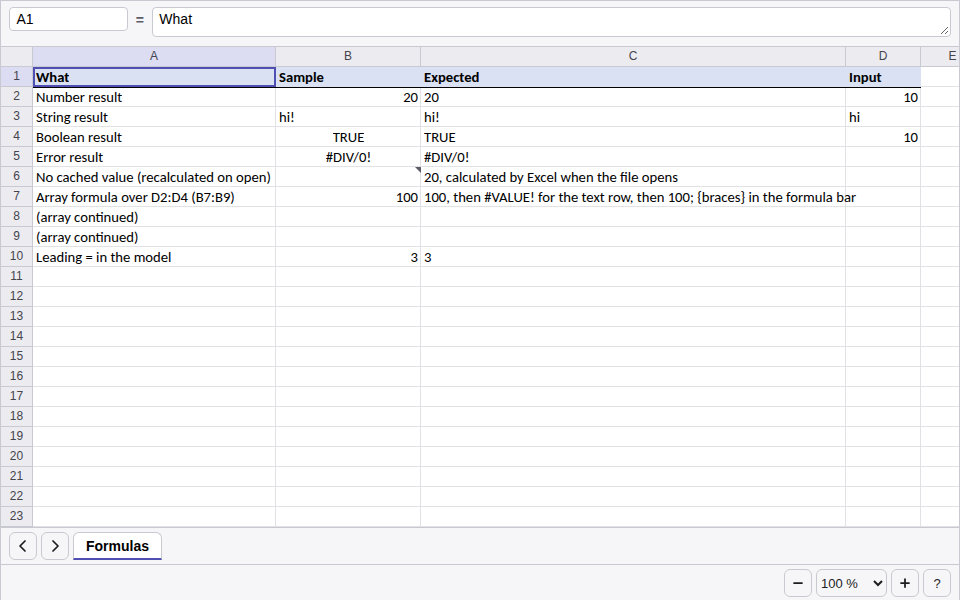 A1 = What
A B C D E
1 What Sample Expected Input
2 Number result 20 20 10
3 String result hi! hi! hi
4 Boolean result TRUE TRUE 10
5 Error result #DIV/0! #DIV/0!
6 No cached value (recalculated on open) 20, calculated by Excel when the file opens
7 Array formula over D2:D4 (B7:B9) 100 100, then #VALUE! for the text row, then 100; {braces} in the formula bar
8 (array continued)
9 (array continued)
10 Leading = in the model 3 3
11
12
13
14
15
16
17
18
19
20
21
22
23
Formulas
− 100 % + ?